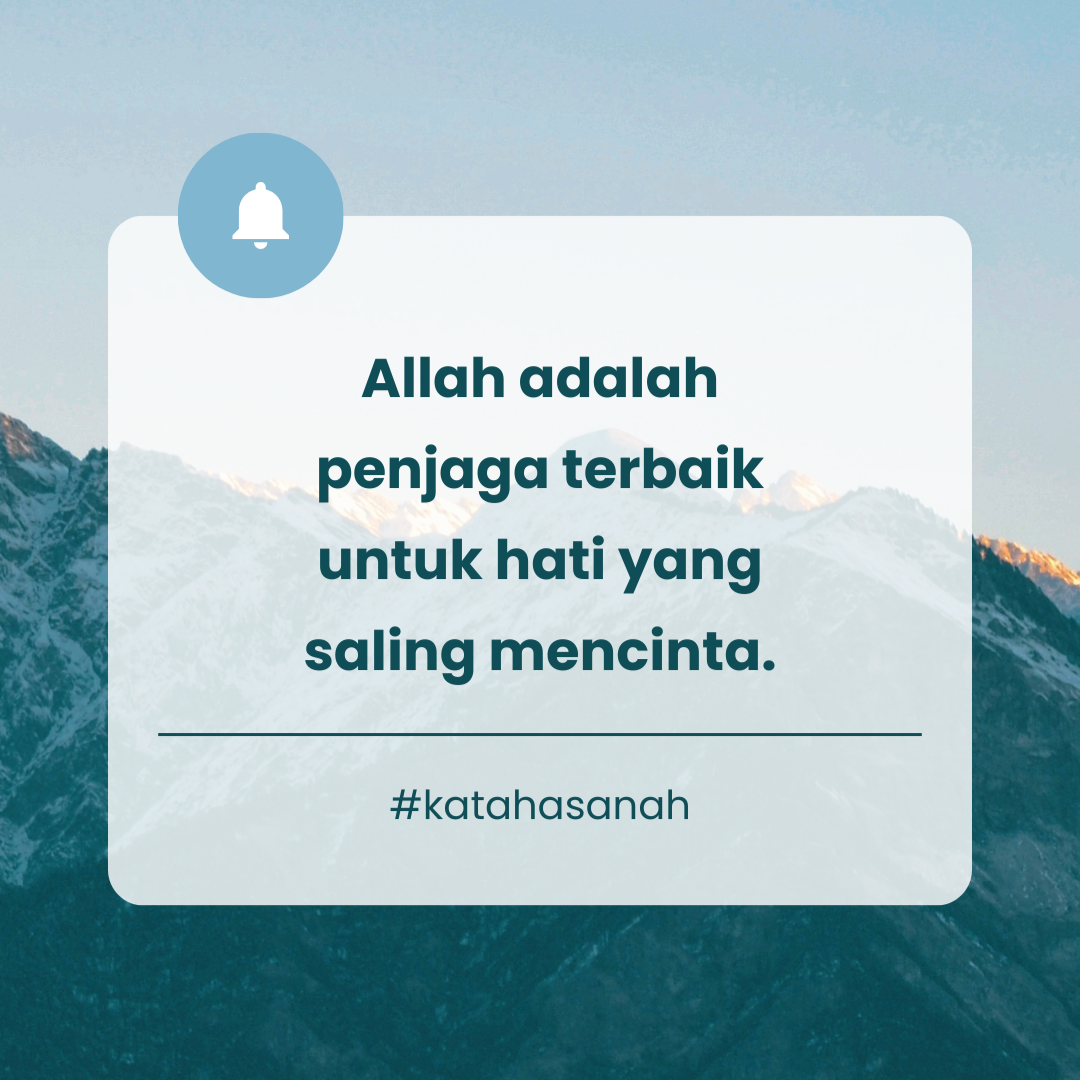 Allah adalah
penjaga terbaik
untuk hati yang
saling mencinta.
#katahasanah